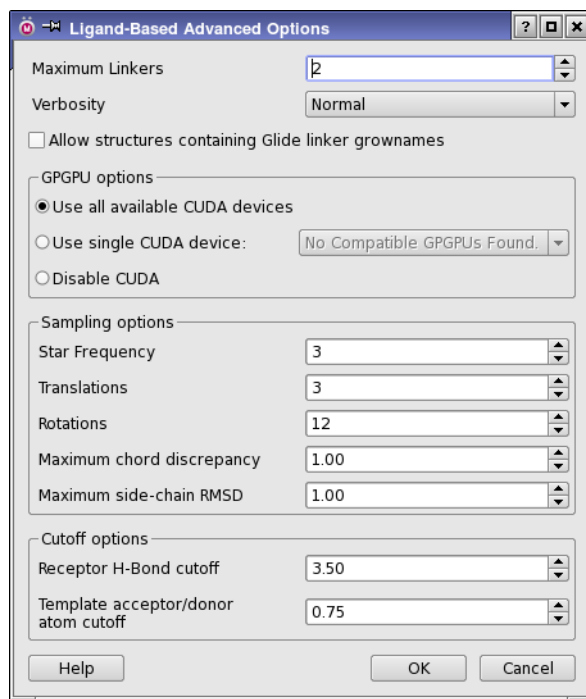 Ligand-Based Advanced Options
Maximum Linkers 2
Verbosity Normal
Allow structures containing Glide linker grownames
GPGPU options
Use all available CUDA devices
Use single CUDA device: No Compatible GPGPUs Found.
Disable CUDA
Sampling options
Star Frequency 3
Translations 3
Rotations 12
Maximum chord discrepancy 1.00
Maximum side-chain RMSD 1.00
Cutoff options
Receptor H-Bond cutoff 3.50
Template acceptor/donor
atom cutoff 0.75
Help OK Cancel